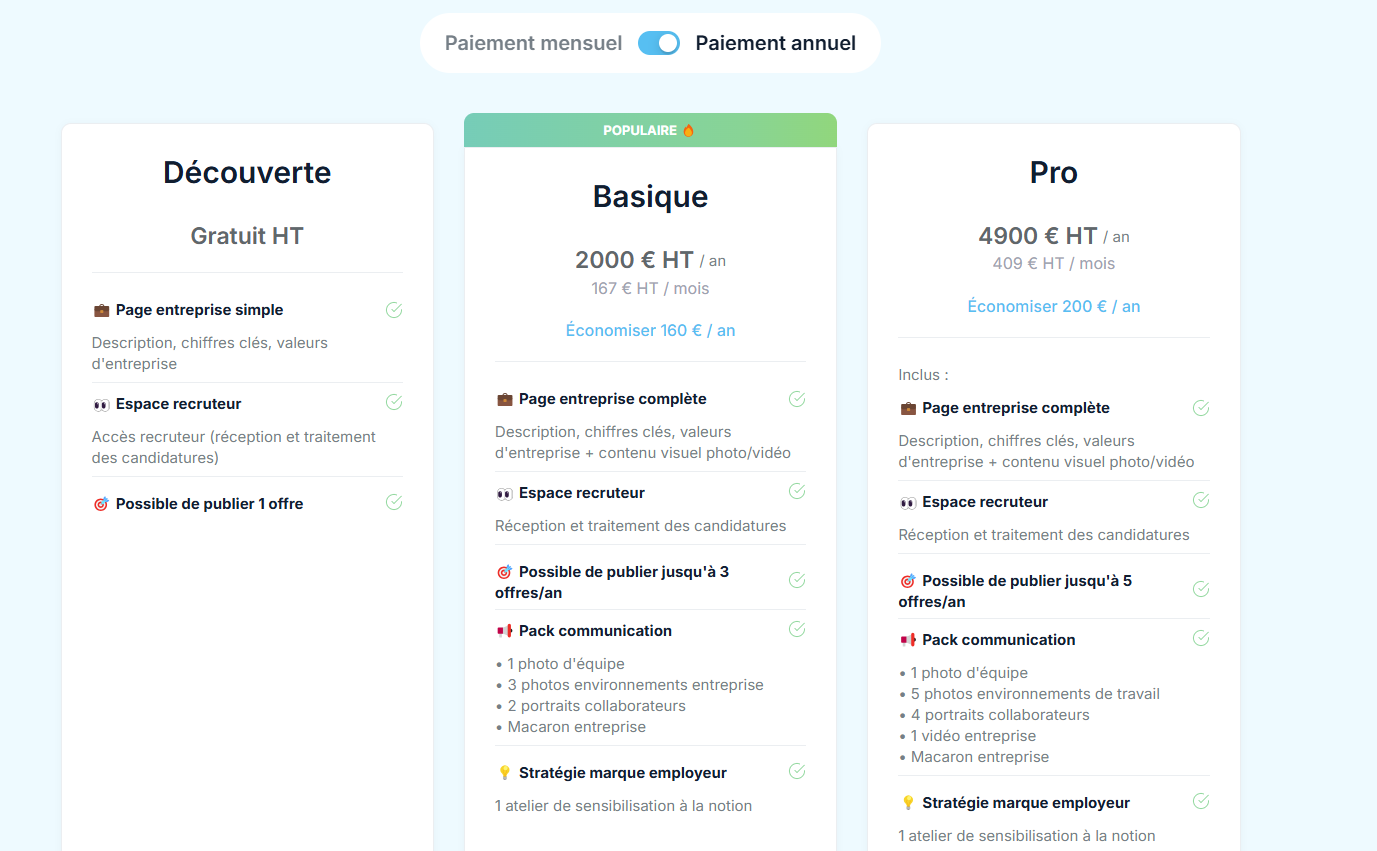 Paiement mensuel Paiement annuel
Découverte
Gratuit HT
Page entreprise simple
Description, chiffres clés, valeurs
d'entreprise
Espace recruteur
Accès recruteur (réception et traitement
des candidatures)
Possible de publier 1 offre
POPULAIRE
Basique
2000 € HT / an
167 € HT / mois
Économiser 160 € / an
Page entreprise complète
Description, chiffres clés, valeurs
d'entreprise + contenu visuel photo/vidéo
Espace recruteur
Réception et traitement des candidatures
Possible de publier jusqu'à 3
offres/an
Pack communication
• 1 photo d'équipe
• 3 photos environnements entreprise
• 2 portraits collaborateurs
• Macaron entreprise
Stratégie marque employeur
1 atelier de sensibilisation à la notion
Pro
4900 € HT / an
409 € HT / mois
Économiser 200 € / an
Inclus :
Page entreprise complète
Description, chiffres clés, valeurs
d'entreprise + contenu visuel photo/vidéo
Espace recruteur
Réception et traitement des candidatures
Possible de publier jusqu'à 5
offres/an
Pack communication
• 1 photo d'équipe
• 5 photos environnements de travail
• 4 portraits collaborateurs
• 1 vidéo entreprise
• Macaron entreprise
Stratégie marque employeur
1 atelier de sensibilisation à la notion